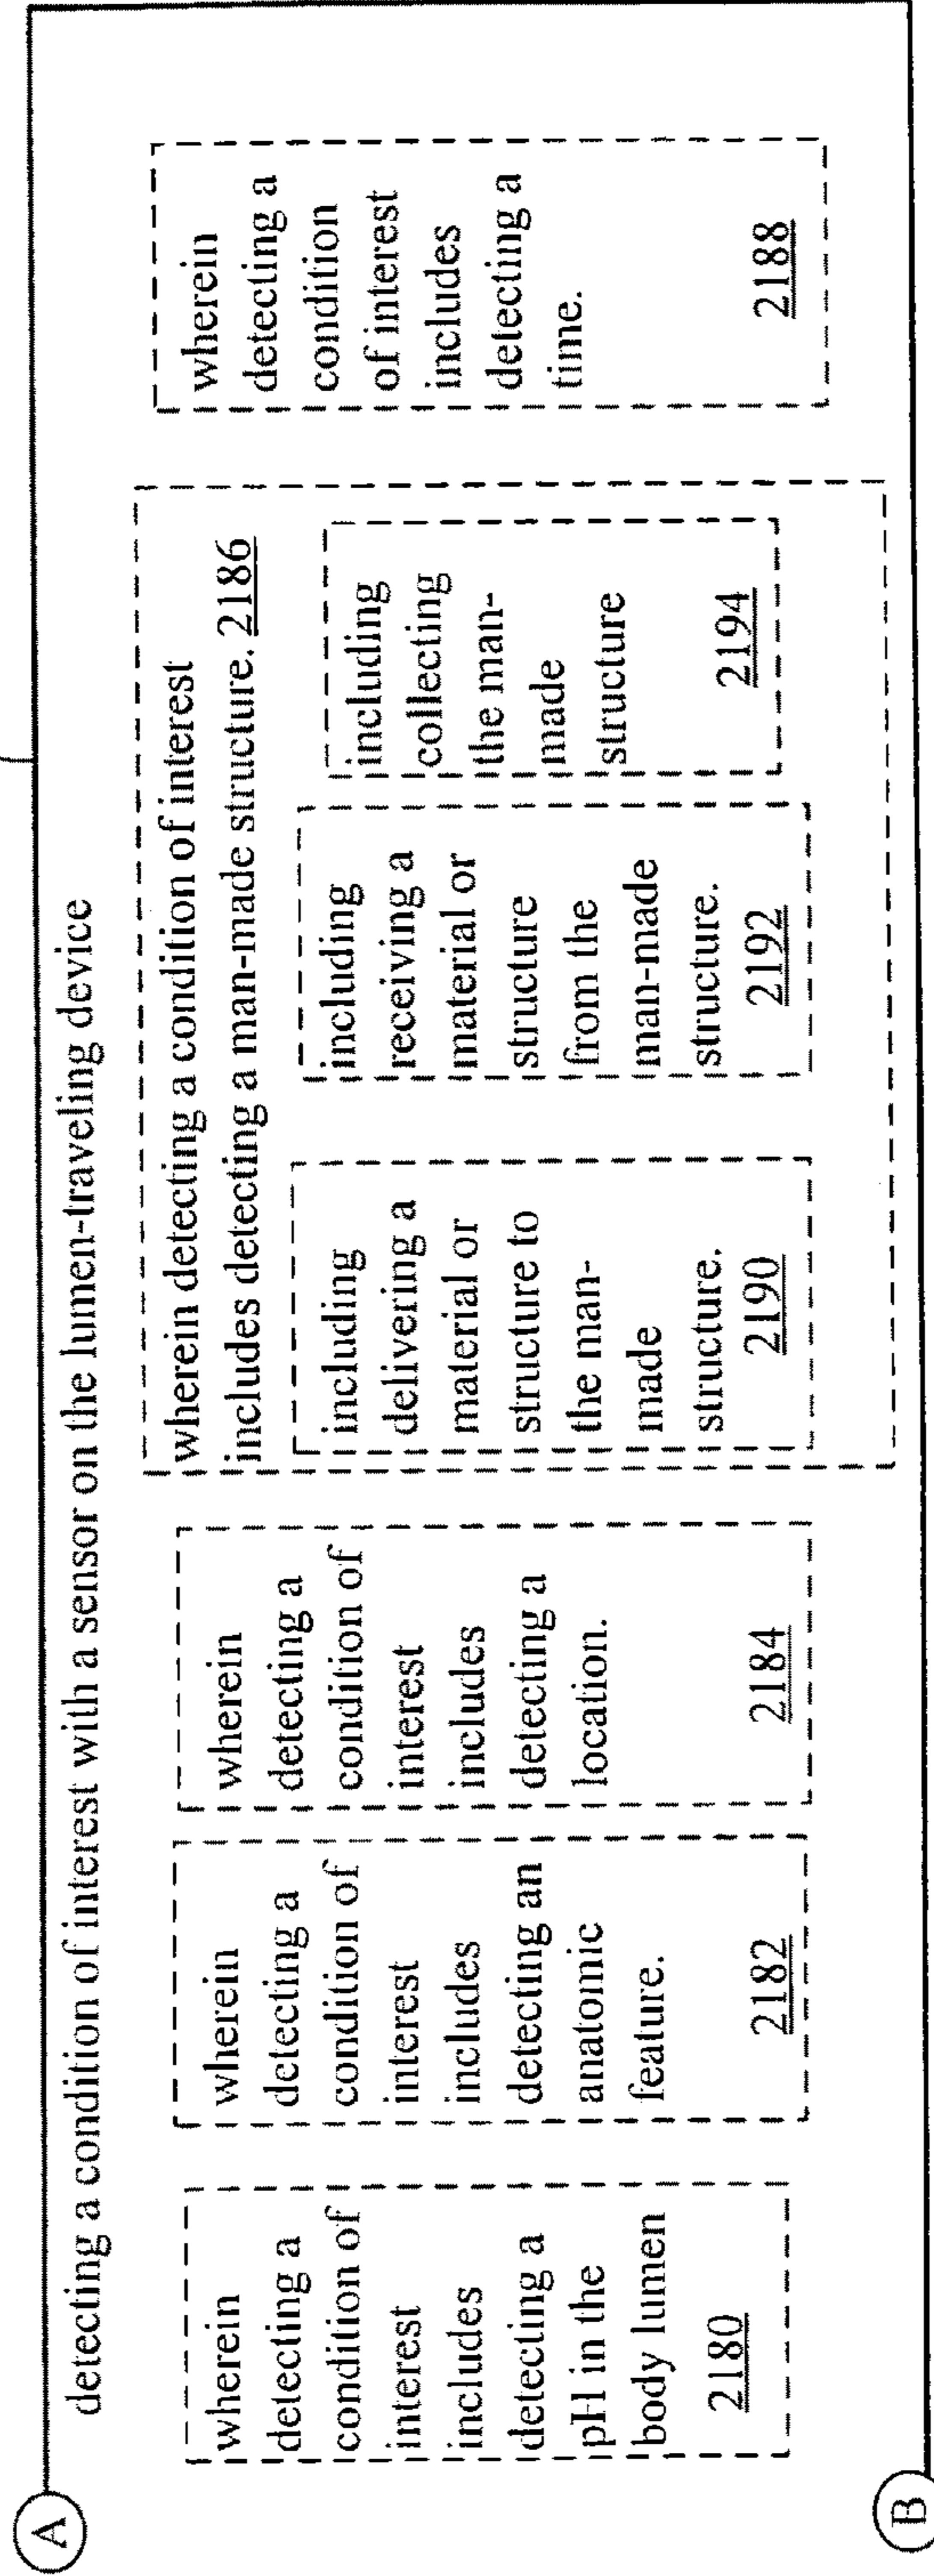 A
detecting a condition of interest with a sensor on the lumen-traveling device
wherein
detecting a
condition of
interest
includes
detecting a
pH in the
body lumen
2180
wherein
detecting a
condition of
interest
includes
detecting an
anatomic
feature.
2182
wherein
detecting a
condition of
interest
includes
detecting a
location.
2184
wherein detecting a condition of interest
includes detecting a man-made structure. 2186
including
delivering a
material or
structure to
the man-
made
structure.
2190
including
receiving a
material or
structure
from the
man-made
structure.
2192
including
collecting
the man-
made
structure
2194
wherein
detecting a
condition
of interest
includes
detecting a
time.
2188
B